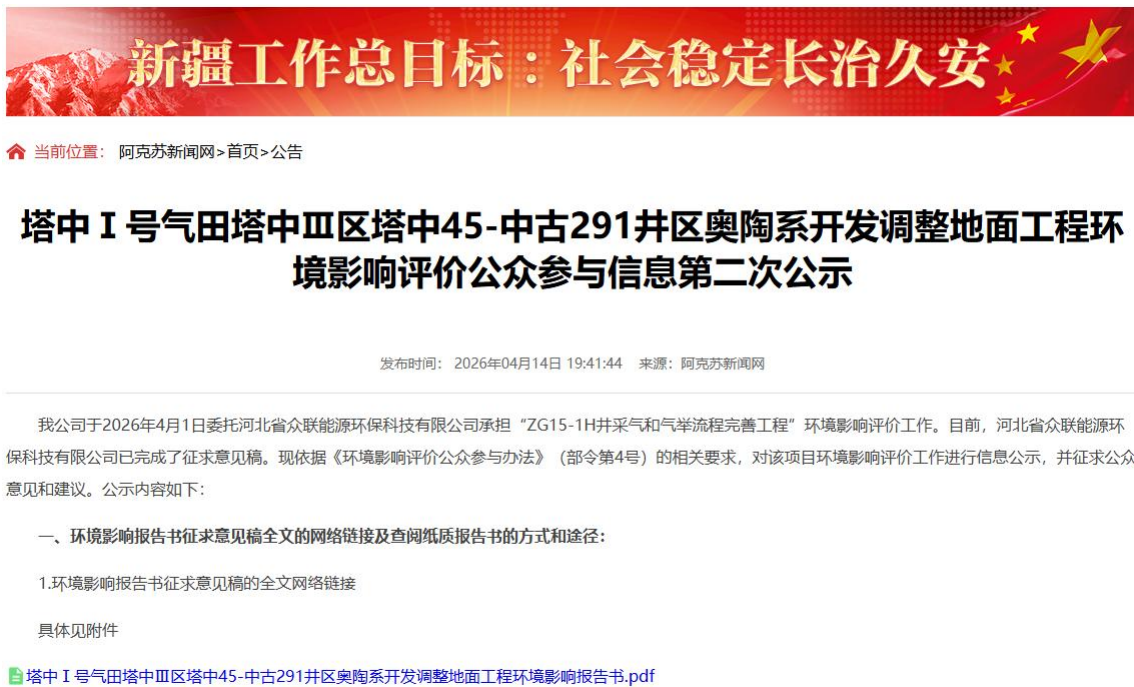 新疆工作总目标：社会稳定长治久安
当前位置： 阿克苏新闻网>首页>公告
塔中Ⅰ号气田塔中Ⅲ区塔中45-中古291井区奥陶系开发调整地面工程环
境影响评价公众参与信息第二次公示
发布时间： 2026年04月14日 19:41:44 来源：阿克苏新闻网
我公司于2026年4月1日委托河北省众联能源环保科技有限公司承担“ZG15-1H井采气和气举流程完善工程”环境影响评价工作。目前，河北省众联能源环
保科技有限公司已完成了征求意见稿。现依据《环境影响评价公众参与办法》（部令第4号）的相关要求，对该项目环境影响评价工作进行信息公示，并征求公众
意见和建议。公示内容如下：
一、环境影响报告书征求意见稿全文的网络链接及查阅纸质报告书的方式和途径：
1.环境影响报告书征求意见稿的全文网络链接
具体见附件
塔中Ⅰ号气田塔中Ⅲ区塔中45-中古291井区奥陶系开发调整地面工程环境影响报告书.pdf